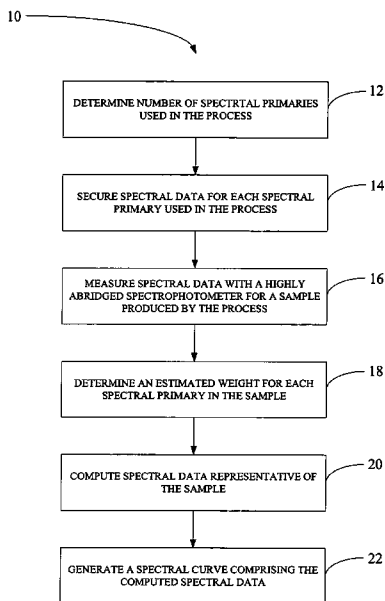 10
DETERMINE NUMBER OF SPECTRTAL PRIMARIES
USED IN THE PROCESS
12
SECURE SPECTRAL DATA FOR EACH SPECTRAL
PRIMARY USED IN THE PROCESS
14
MEASURE SPECTRAL DATA WITH A HIGHLY
ABRIDGED SPECTROPHOTOMETER FOR A SAMPLE
PRODUCED BY THE PROCESS
16
DETERMINE AN ESTIMATED WEIGHT FOR EACH
SPECTRAL PRIMARY IN THE SAMPLE
18
COMPUTE SPECTRAL DATA REPRESENTATIVE OF
THE SAMPLE
20
GENERATE A SPECTRAL CURVE COMPRISING THE
COMPUTED SPECTRAL DATA
22